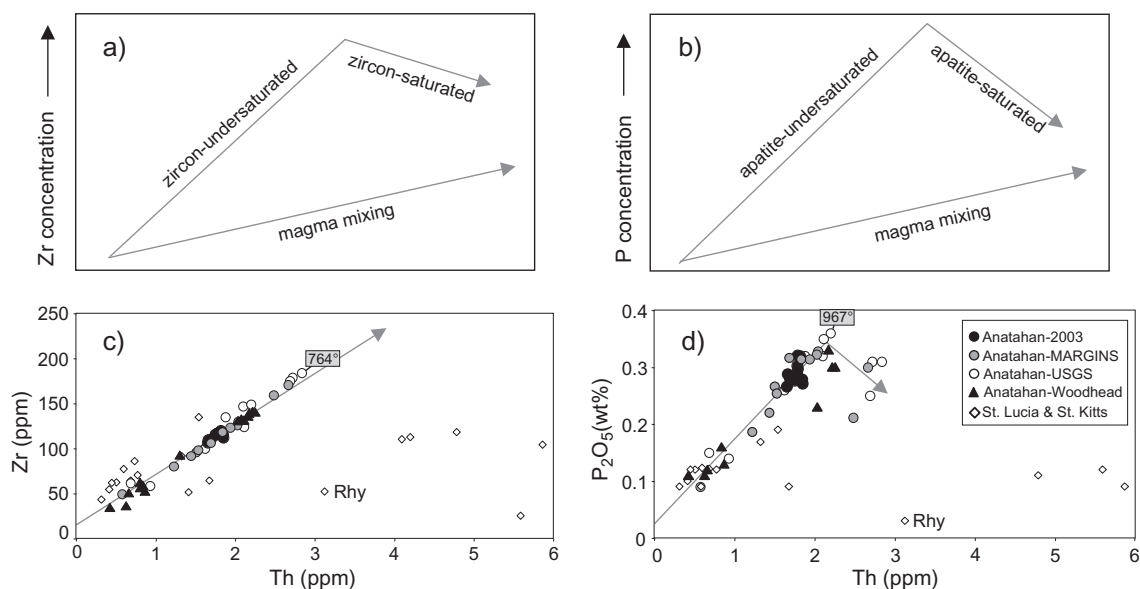 a)
Zr concentration
zircon-undersaturated
zircon-saturated
magma mixing
b)
P concentration
apatite-undersaturated
apatite-saturated
magma mixing
c)
Zr (ppm)
250
200
150
100
50
0
764°
Rhy
0 1 2 3 4 5 6
Th (ppm)
d)
P2O5(wt%)
0.4
0.3
0.2
0.1
0.0
967°
Anatahan-2003
Anatahan-MARGINS
Anatahan-USGS
Anatahan-Woodhead
St. Lucia & St. Kitts
Rhy
0 1 2 3 4 5 6
Th (ppm)